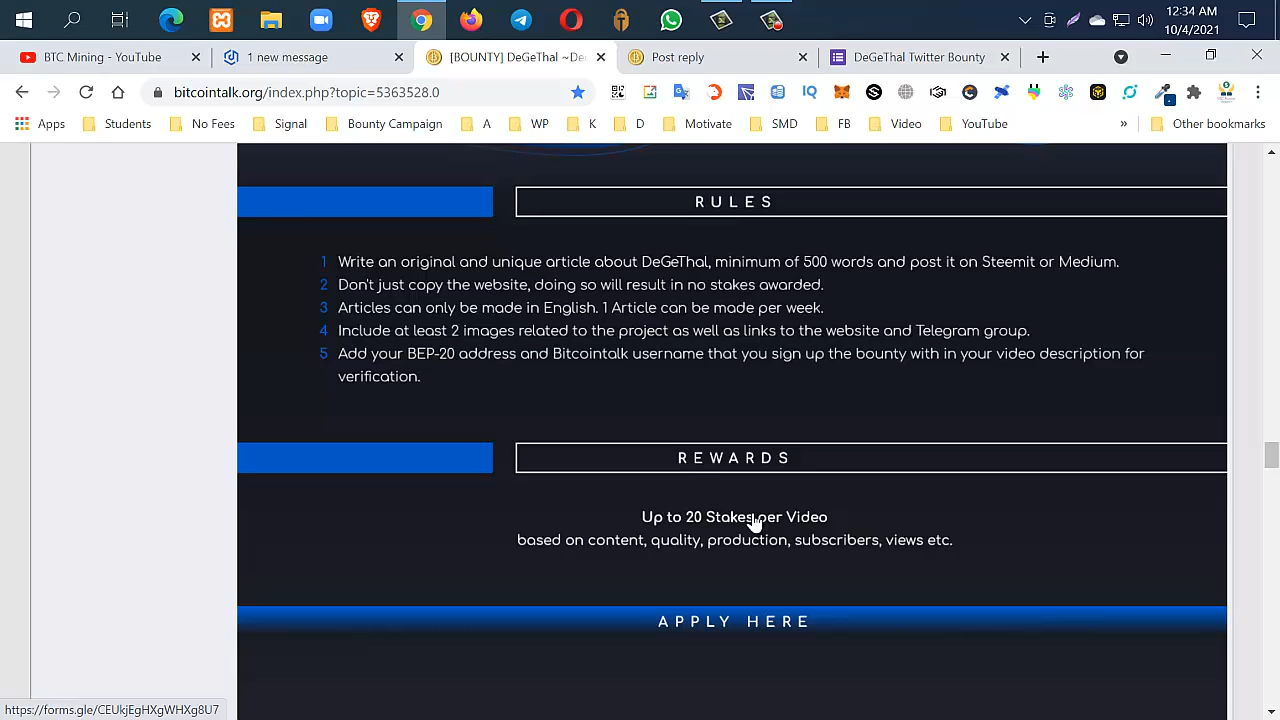 12:34 AM
10/4/2021
BTC Mining - YouTube
1 new message
[BOUNTY] DeGeThal ~De
Post reply
DeGeThal Twitter Bounty
bitcointalk.org/index.php?topic=5363528.0
Apps
Students
No Fees
Signal
Bounty Campaign
A
WP
K
D
Motivate
SMD
FB
Video
YouTube
»
Other bookmarks
RULES
1 Write an original and unique article about DeGeThal, minimum of 500 words and post it on Steemit or Medium.
2 Don't just copy the website, doing so will result in no stakes awarded.
3 Articles can only be made in English. 1 Article can be made per week.
4 Include at least 2 images related to the project as well as links to the website and Telegram group.
5 Add your BEP-20 address and Bitcointalk username that you sign up the bounty with in your video description for
verification.
REWARDS
Up to 20 Stakes per Video
based on content, quality, production, subscribers, views etc.
APPLY HERE
https://forms.gle/CEUkjEgHXgWHXg8U7